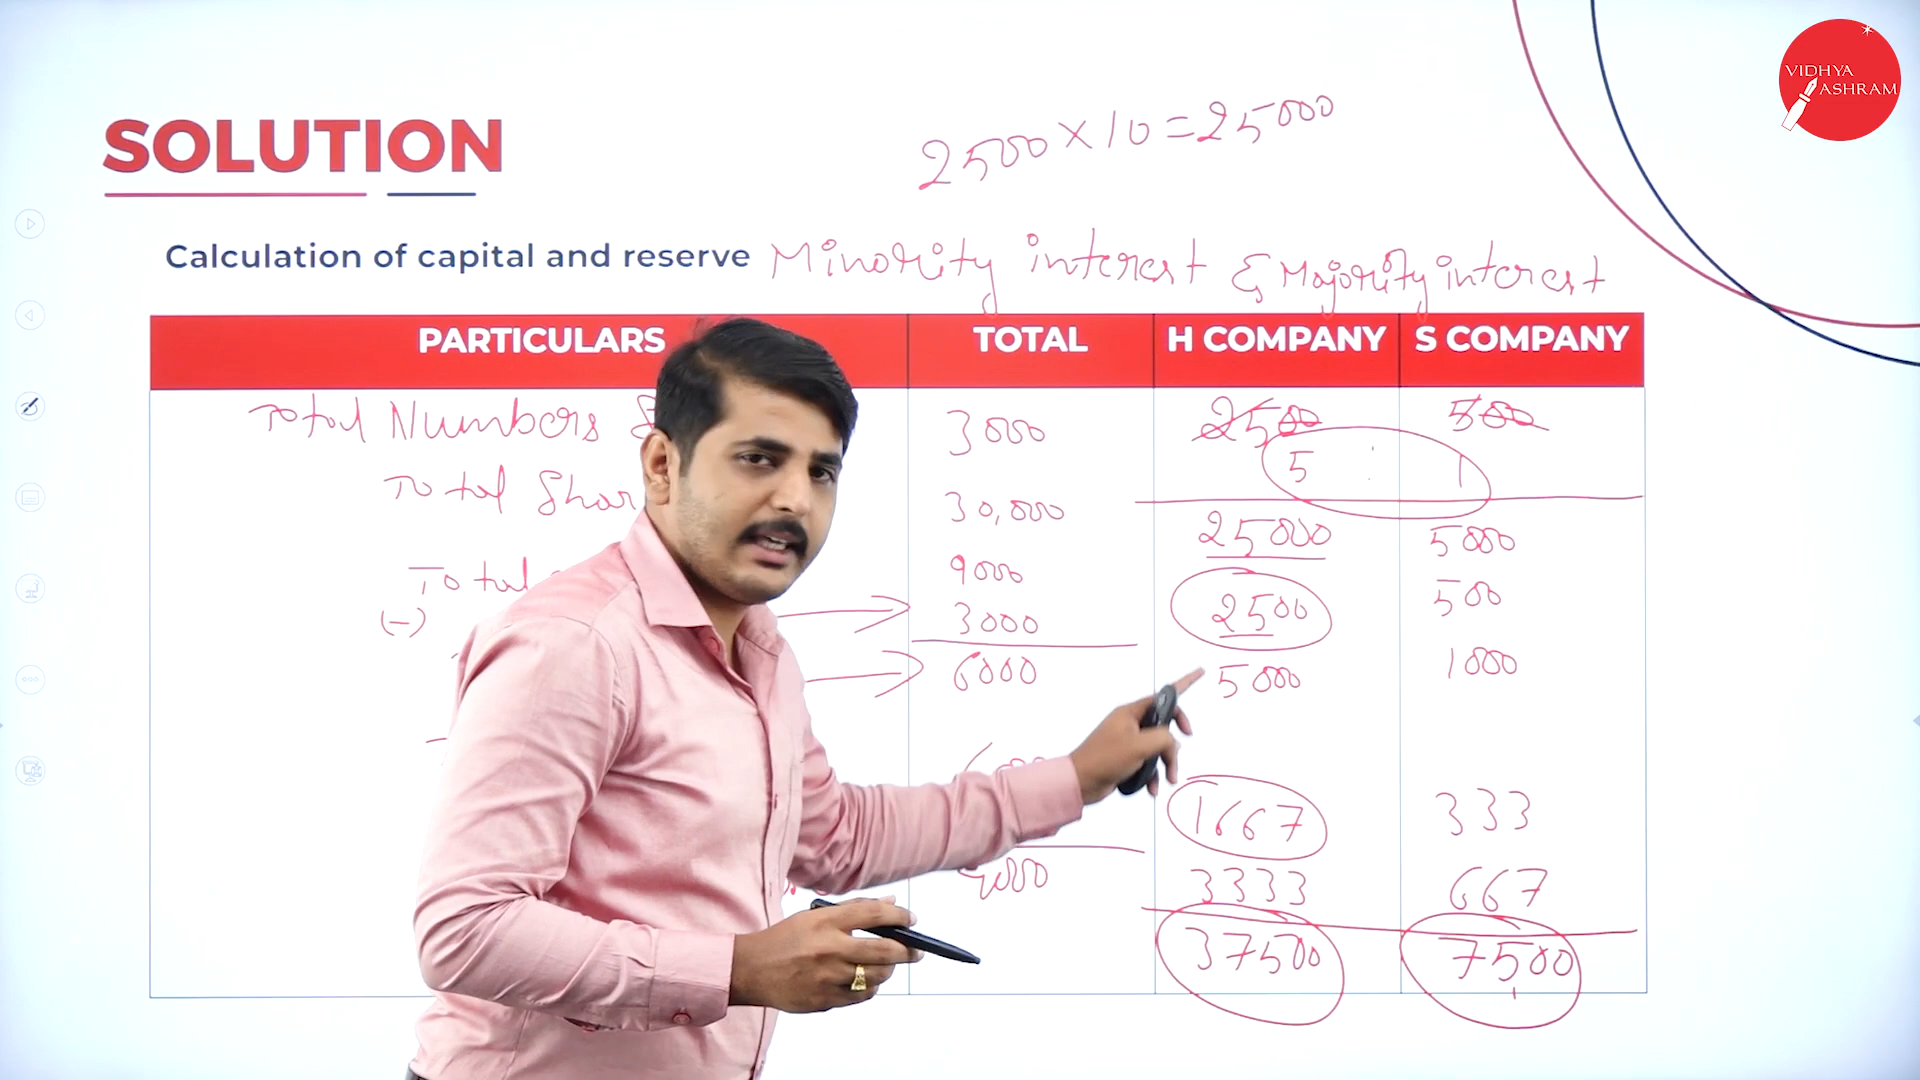 VIDHYA
ASHRAM
SOLUTION
2500 × 10 = 25000
Calculation of capital and reserve Minority interest & Majority interest
PARTICULARS TOTAL H COMPANY S COMPANY
Total Numbers 3000 2500 500
5 1
Total Shar 30,000 25000 5000
Total 9000
(-) 3000 2500 500
6000 5000 1000
1667 333
4000 3333 667
37500 7500